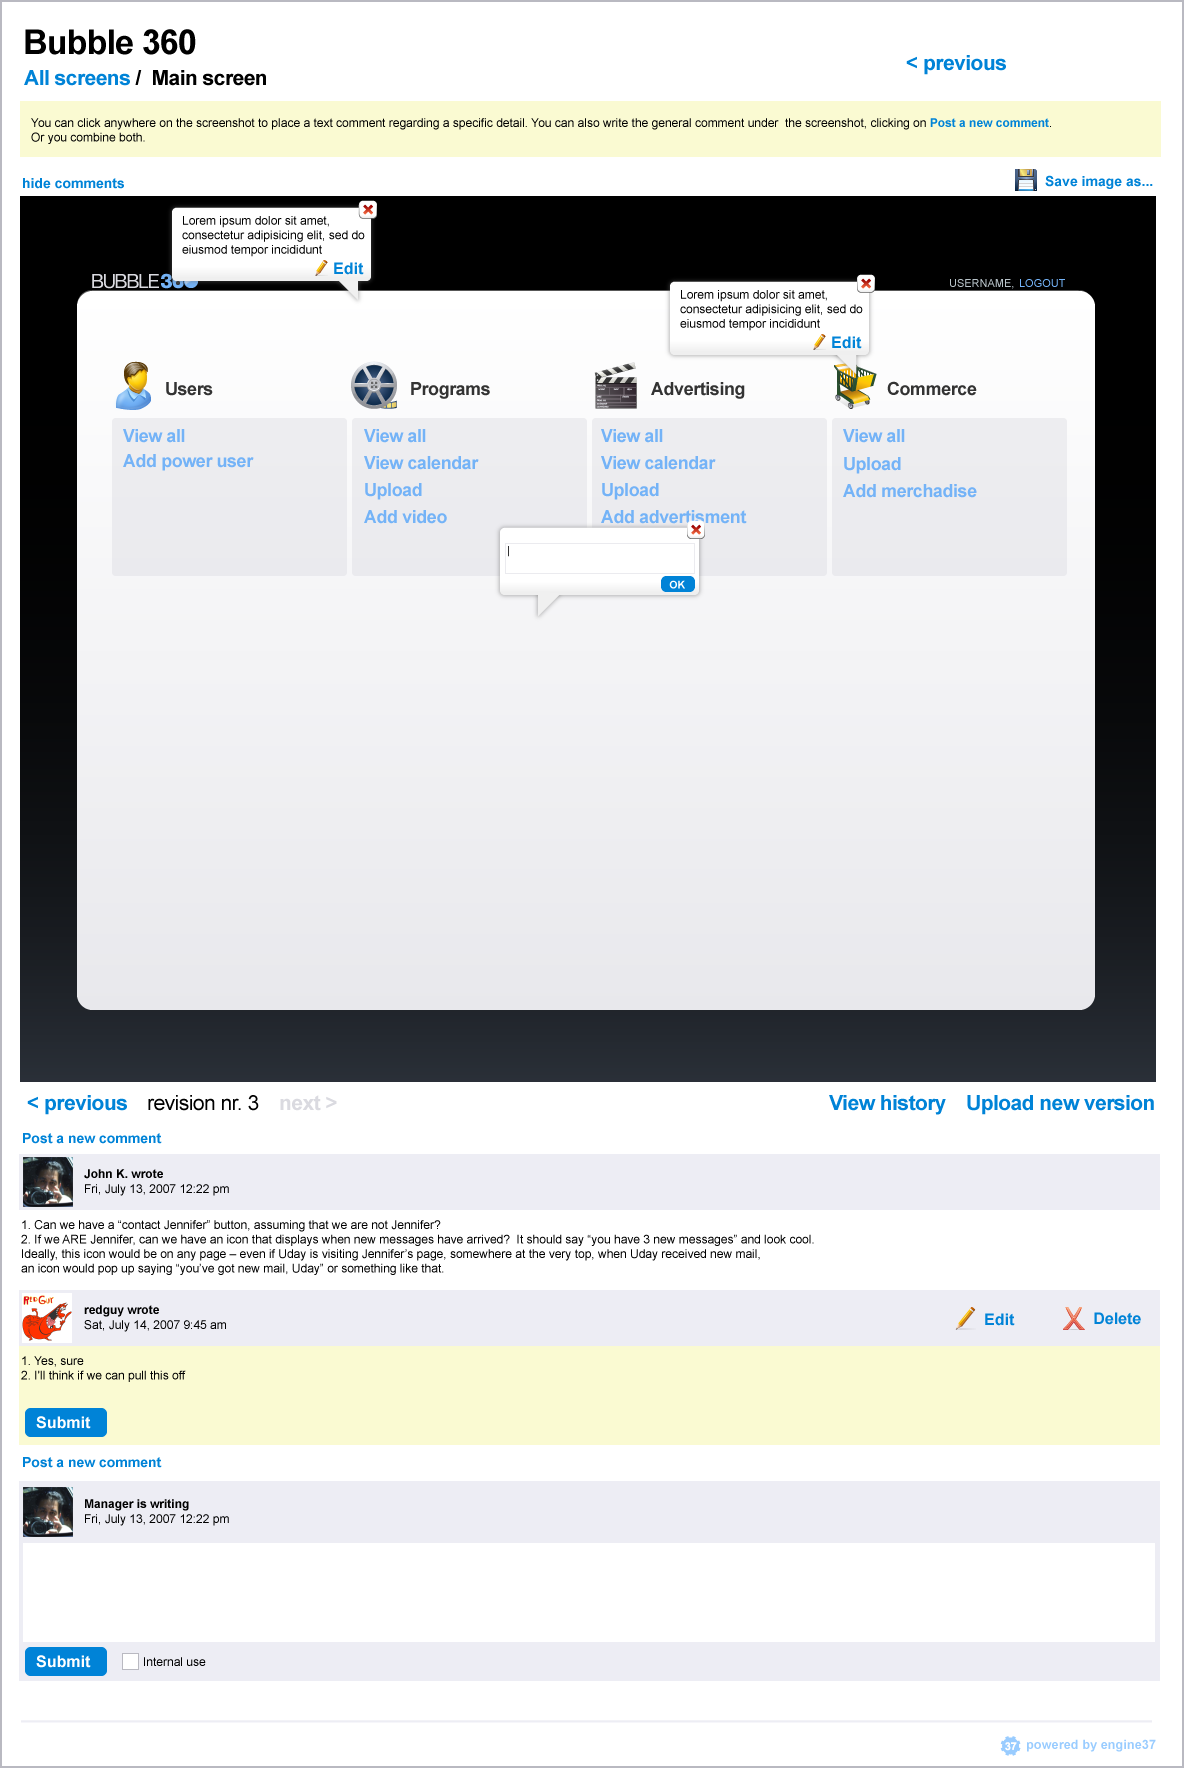 Bubble 360
All screens / Main screen
< previous
You can click anywhere on the screenshot to place a text comment regarding a specific detail. You can also write the general comment under the screenshot, clicking on Post a new comment.
Or you combine both.
hide comments
Save image as...
Lorem ipsum dolor sit amet,
consectetur adipisicing elit, sed do
eiusmod tempor incididunt
Edit
BUBBLE360
USERNAME, LOGOUT
Lorem ipsum dolor sit amet,
consectetur adipisicing elit, sed do
eiusmod tempor incididunt
Edit
Users
Programs
Advertising
Commerce
View all
Add power user
View all
View calendar
Upload
Add video
View all
View calendar
Upload
Add advertisment
View all
Upload
Add merchadise
OK
< previous revision nr. 3 next >
View history Upload new version
Post a new comment
John K. wrote
Fri, July 13, 2007 12:22 pm
1. Can we have a “contact Jennifer” button, assuming that we are not Jennifer?
2. If we ARE Jennifer, can we have an icon that displays when new messages have arrived? It should say “you have 3 new messages” and look cool.
Ideally, this icon would be on any page – even if Uday is visiting Jennifer’s page, somewhere at the very top, when Uday received new mail,
an icon would pop up saying “you’ve got new mail, Uday” or something like that.
RedGuy
redguy wrote
Sat, July 14, 2007 9:45 am
Edit
Delete
1. Yes, sure
2. I'll think if we can pull this off
Submit
Post a new comment
Manager is writing
Fri, July 13, 2007 12:22 pm
Submit
Internal use
37 powered by engine37